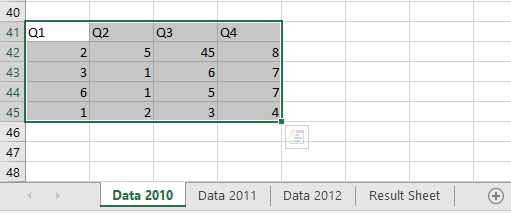 40
41 Q1 Q2 Q3 Q4
42 2 5 45 8
43 3 1 6 7
44 6 1 5 7
45 1 2 3 4
46
47
48
Data 2010 Data 2011 Data 2012 Result Sheet